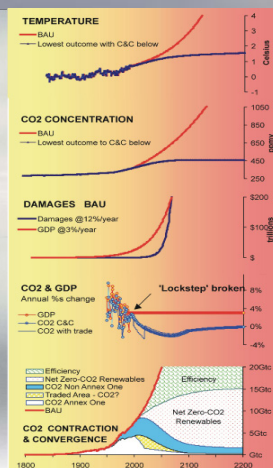 TEMPERATURE
BAU
Lowest outcome with C&C below
4
3
2
1
0
-1
Celsius
CO2 CONCENTRATION
BAU
Lowest outcome to C&C below
1050
850
650
450
250
ppmv
DAMAGES BAU
Damages @12%/year
GDP @3%/year
$200
$100
$
trillions
CO2 & GDP
Annual %s change
'Lockstep' broken
GDP
CO2 C&C
CO2 with trade
8%
4%
0%
-4%
Efficiency
Net Zero-CO2 Renewables
CO2 Non Annex One
Traded Area - CO2?
CO2 Annex One
BAU
Efficiency
Net Zero-CO2
Renewables
CO2 CONTRACTION
& CONVERGENCE
20Gtc
15Gtc
10Gtc
5Gtc
Gtc
1800
1900
2000
2100
2200